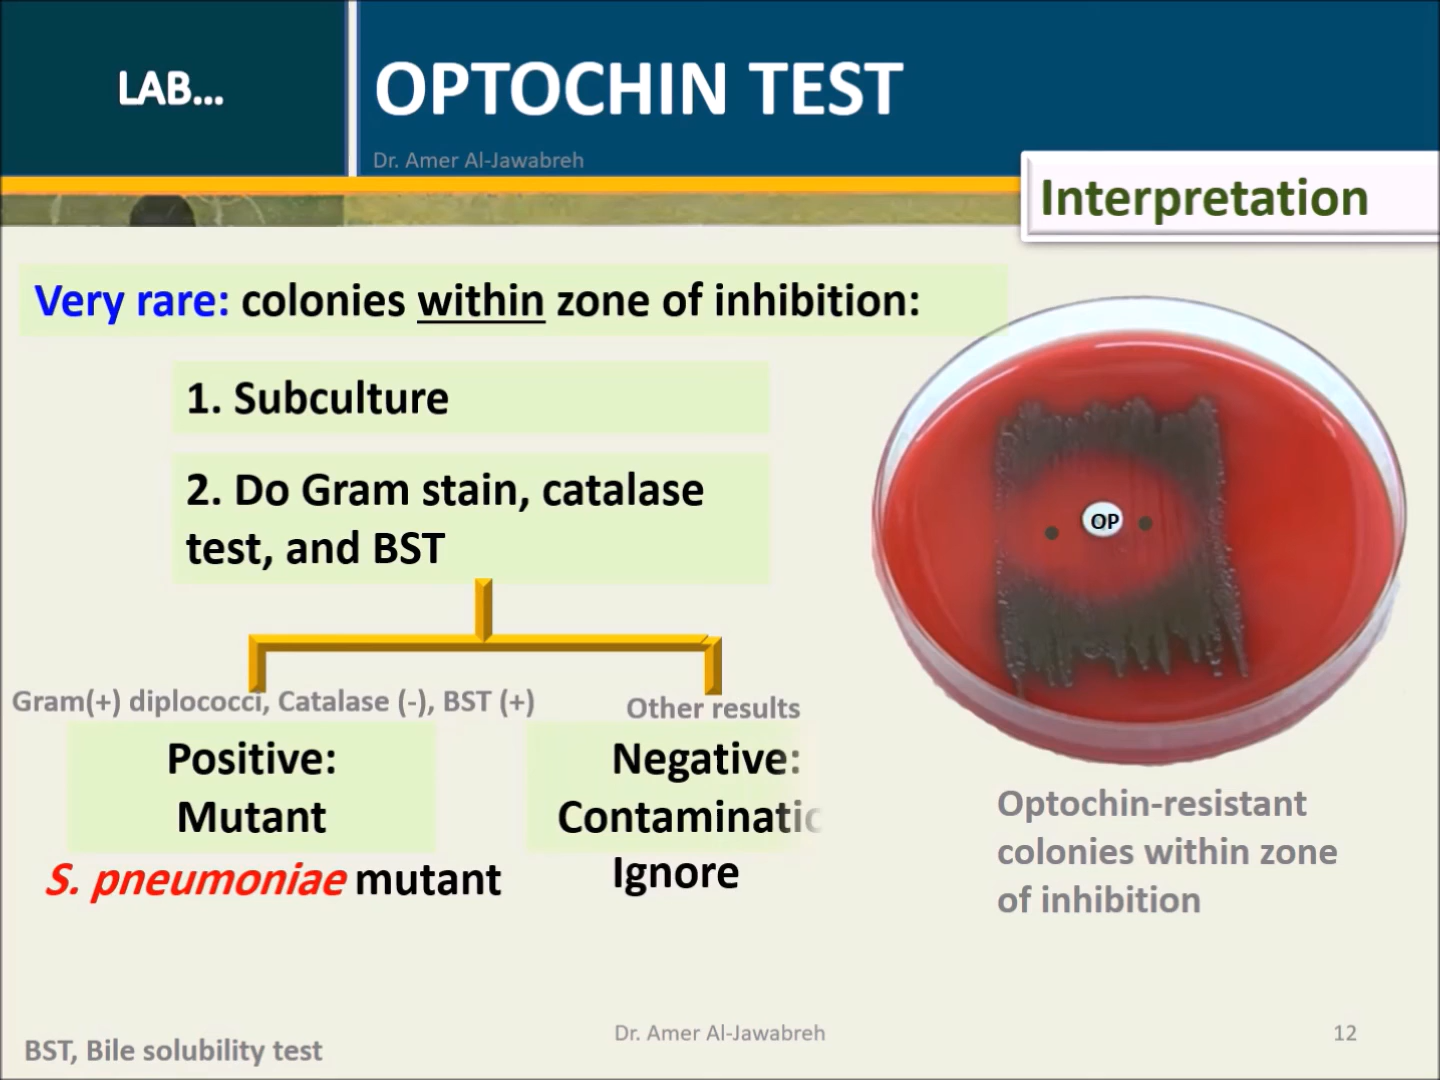 LAB...
OPTOCHIN TEST
Dr. Amer Al-Jawabreh
Interpretation
Very rare: colonies within zone of inhibition:
1. Subculture
2. Do Gram stain, catalase
test, and BST
OP
Gram(+) diplococci, Catalase (-), BST (+)
Other results
Positive:
Mutant
S. pneumoniae mutant
Negative:
Contaminatic
Ignore
Optochin-resistant
colonies within zone
of inhibition
BST, Bile solubility test
Dr. Amer Al-Jawabreh
12